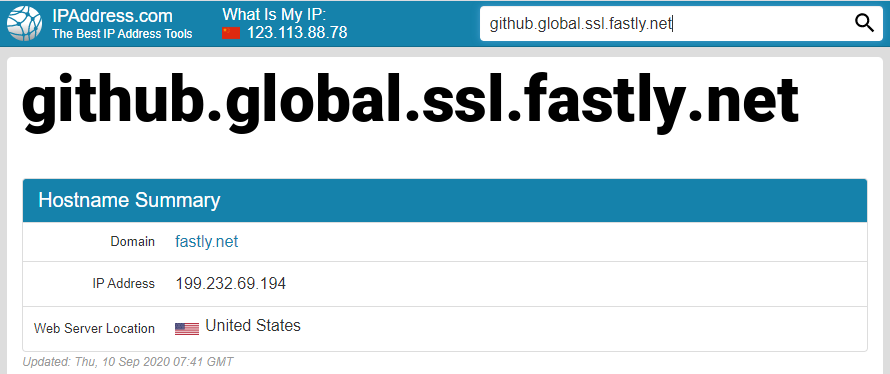 IPAddress.com
The Best IP Address Tools
What Is My IP:
123.113.88.78
github.global.ssl.fastly.net
github.global.ssl.fastly.net
Hostname Summary
Domain fastly.net
IP Address 199.232.69.194
Web Server Location United States
Updated: Thu, 10 Sep 2020 07:41 GMT